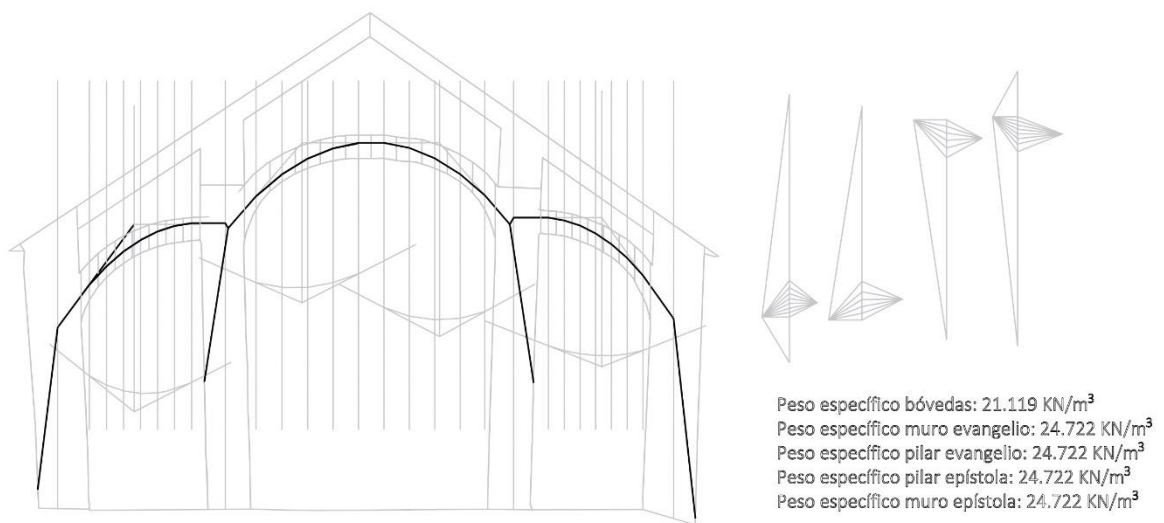 Peso específico bóvedas: 21.119 KN/m³
Peso específico muro evangelio: 24.722 KN/m³
Peso específico pilar evangelio: 24.722 KN/m³
Peso específico pilar epístola: 24.722 KN/m³
Peso específico muro epístola: 24.722 KN/m³